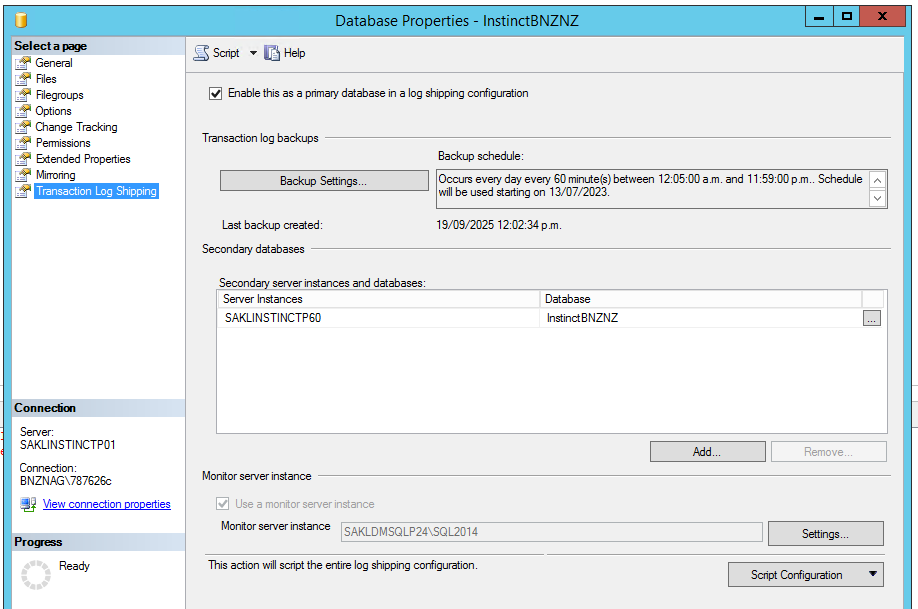 Database Properties - InstinctBNZNZ
Select a page
General
Files
Filegroups
Options
Change Tracking
Permissions
Extended Properties
Mirroring
Transaction Log Shipping
Connection
Server:
SAKLINSTINCTP01
Connection:
BNZNAG\787626c
View connection properties
Progress
Ready
Script
Help
Enable this as a primary database in a log shipping configuration
Transaction log backups
Backup schedule:
Backup Settings...
Occurs every day every 60 minute(s) between 12:05:00 a.m. and 11:59:00 p.m.. Schedule
will be used starting on 13/07/2023.
Last backup created:
19/09/2025 12:02:34 p.m.
Secondary databases
Secondary server instances and databases:
Server Instances
Database
SAKLINSTINCTP60
InstinctBNZNZ
...
Add...
Remove...
Monitor server instance
Use a monitor server instance
Monitor server instance
SAKLDMSQLP24\SQL2014
Settings...
This action will script the entire log shipping configuration.
Script Configuration